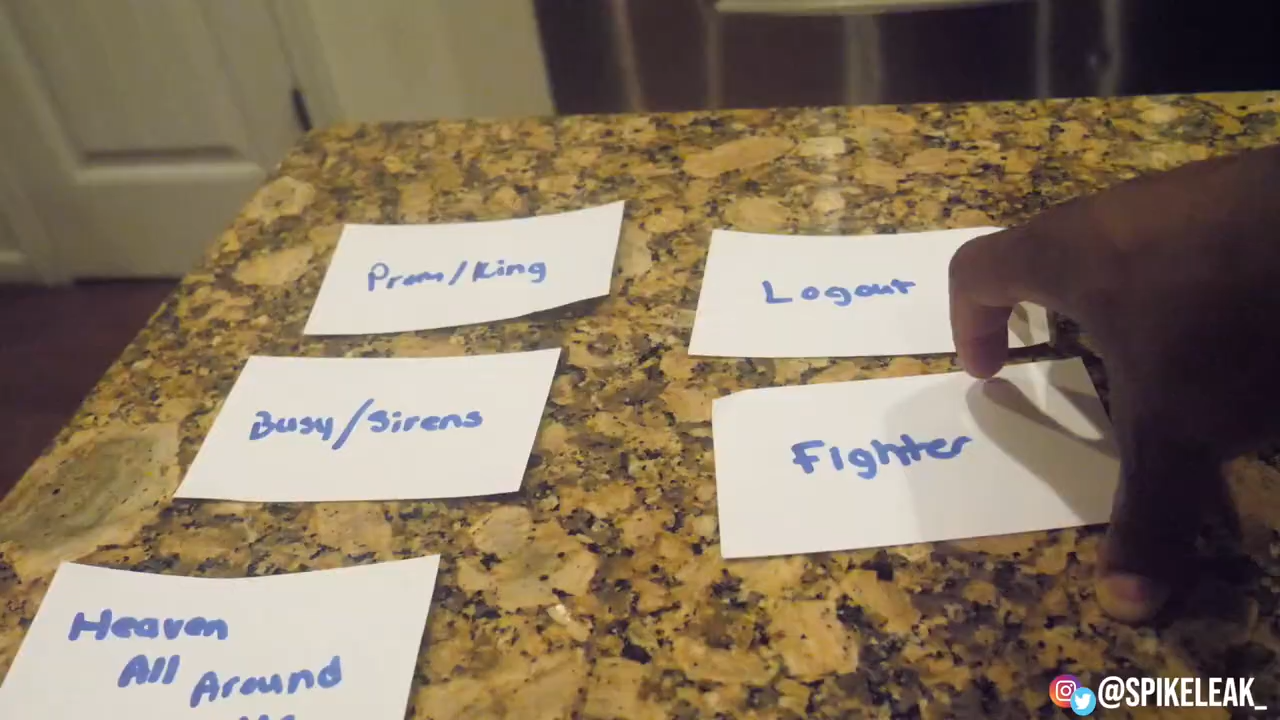 Prom/King
Logout
Busy/Sirens
Fighter
Heaven
All Around
@SPIKELEAK_